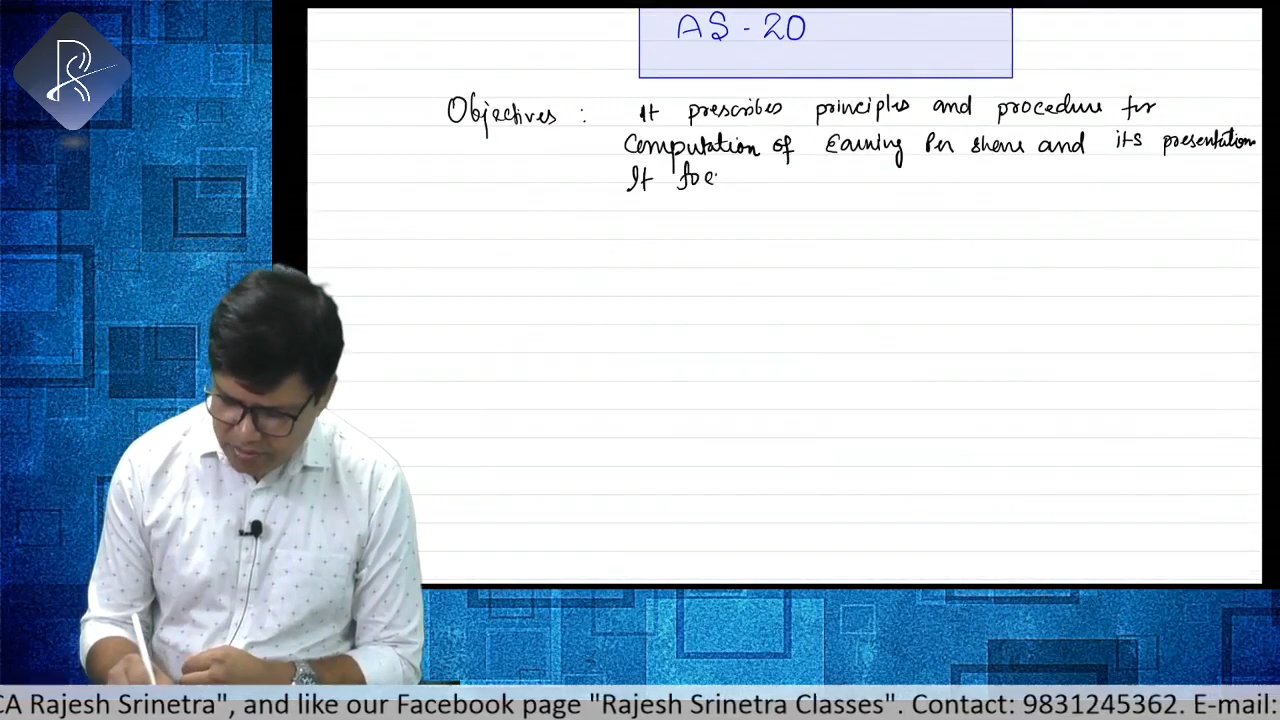 AS - 20
Objectives : It prescribes principles and procedure for
Computation of Earning Per share and its presentation
It foc
CA Rajesh Srinetra", and like our Facebook page "Rajesh Srinetra Classes". Contact: 9831245362. E-mail: